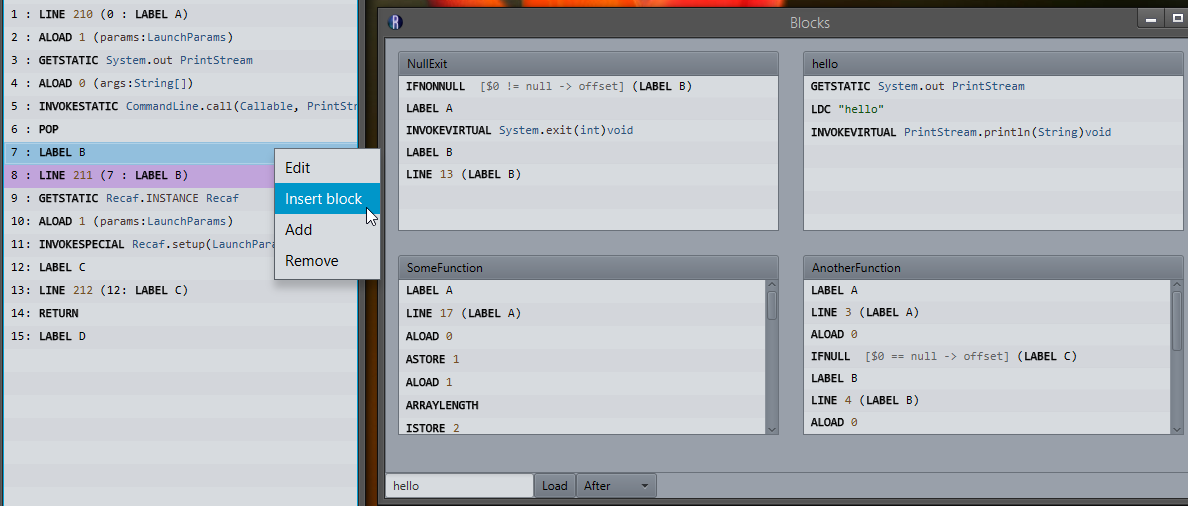 1 : LINE 210 (0 : LABEL A)
2 : ALOAD 1 (params:LaunchParams)
3 : GETSTATIC System.out PrintStream
4 : ALOAD 0 (args:String[])
5 : INVOKESTATIC CommandLine.call(Callable, PrintStr
6 : POP
7 : LABEL B
8 : LINE 211 (7 : LABEL B)
9 : GETSTATIC Recaf.INSTANCE Recaf
10: ALOAD 1 (params:LaunchParams)
11: INVOKESPECIAL Recaf.setup(LaunchPara
12: LABEL C
13: LINE 212 (12: LABEL C)
14: RETURN
15: LABEL D
Edit
Insert block
Add
Remove
R
Blocks
NullExit
IFNONNULL [$0 != null -> offset] (LABEL B)
LABEL A
INVOKEVIRTUAL System.exit(int)void
LABEL B
LINE 13 (LABEL B)
hello
GETSTATIC System.out PrintStream
LDC "hello"
INVOKEVIRTUAL PrintStream.println(String)void
SomeFunction
LABEL A
LINE 17 (LABEL A)
ALOAD 0
ASTORE 1
ALOAD 1
ARRAYLENGTH
ISTORE 2
AnotherFunction
LABEL A
LINE 3 (LABEL A)
ALOAD 0
IFNULL [$0 == null -> offset] (LABEL C)
LABEL B
LINE 4 (LABEL B)
ALOAD 0
hello
Load
After